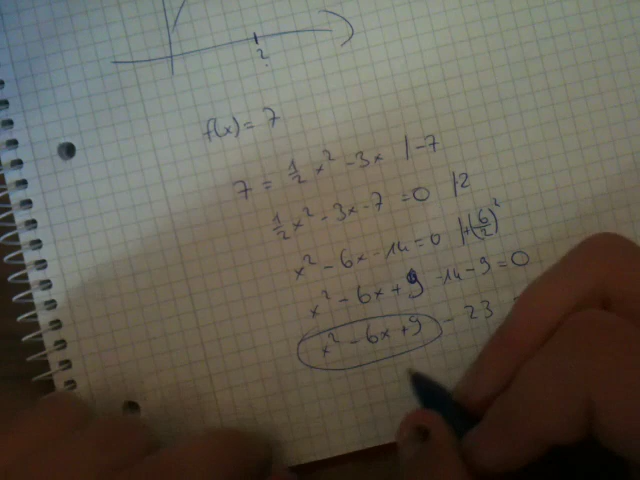 ?
f(x) = 7
7 = 1/2 x² - 3x | -7
1/2 x² - 3x - 7 = 0 | 2
x² - 6x - 14 = 0 | +(6/2)²
x² - 6x + 9 - 14 - 9 = 0
x² - 6x + 9 - 23